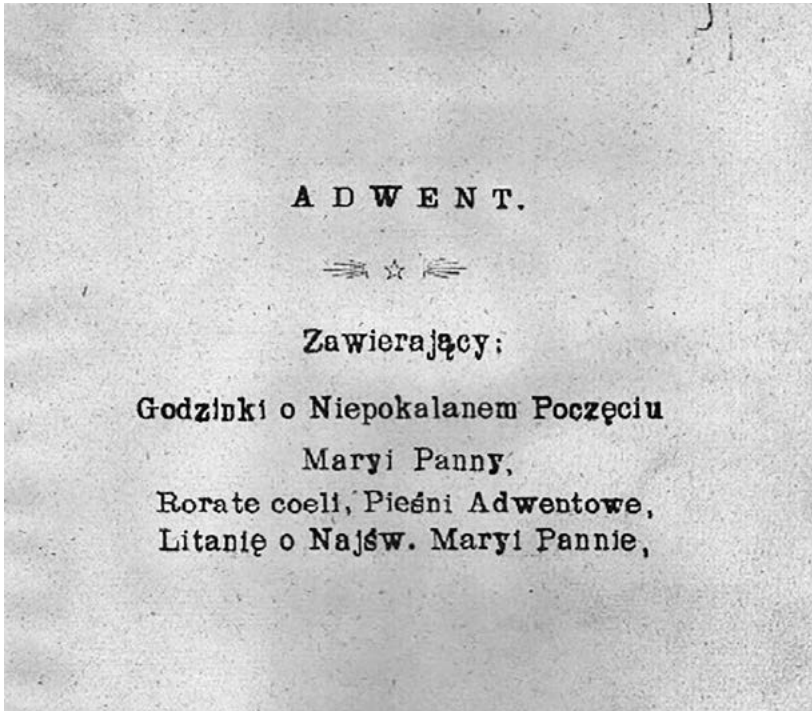 ADWENT.
Zawierający:
Godzinki o Niepokalanem Poczęciu
Maryi Panny,
Rorate coeli, Pieśni Adwentowe,
Litanię o Najśw. Maryi Pannie,